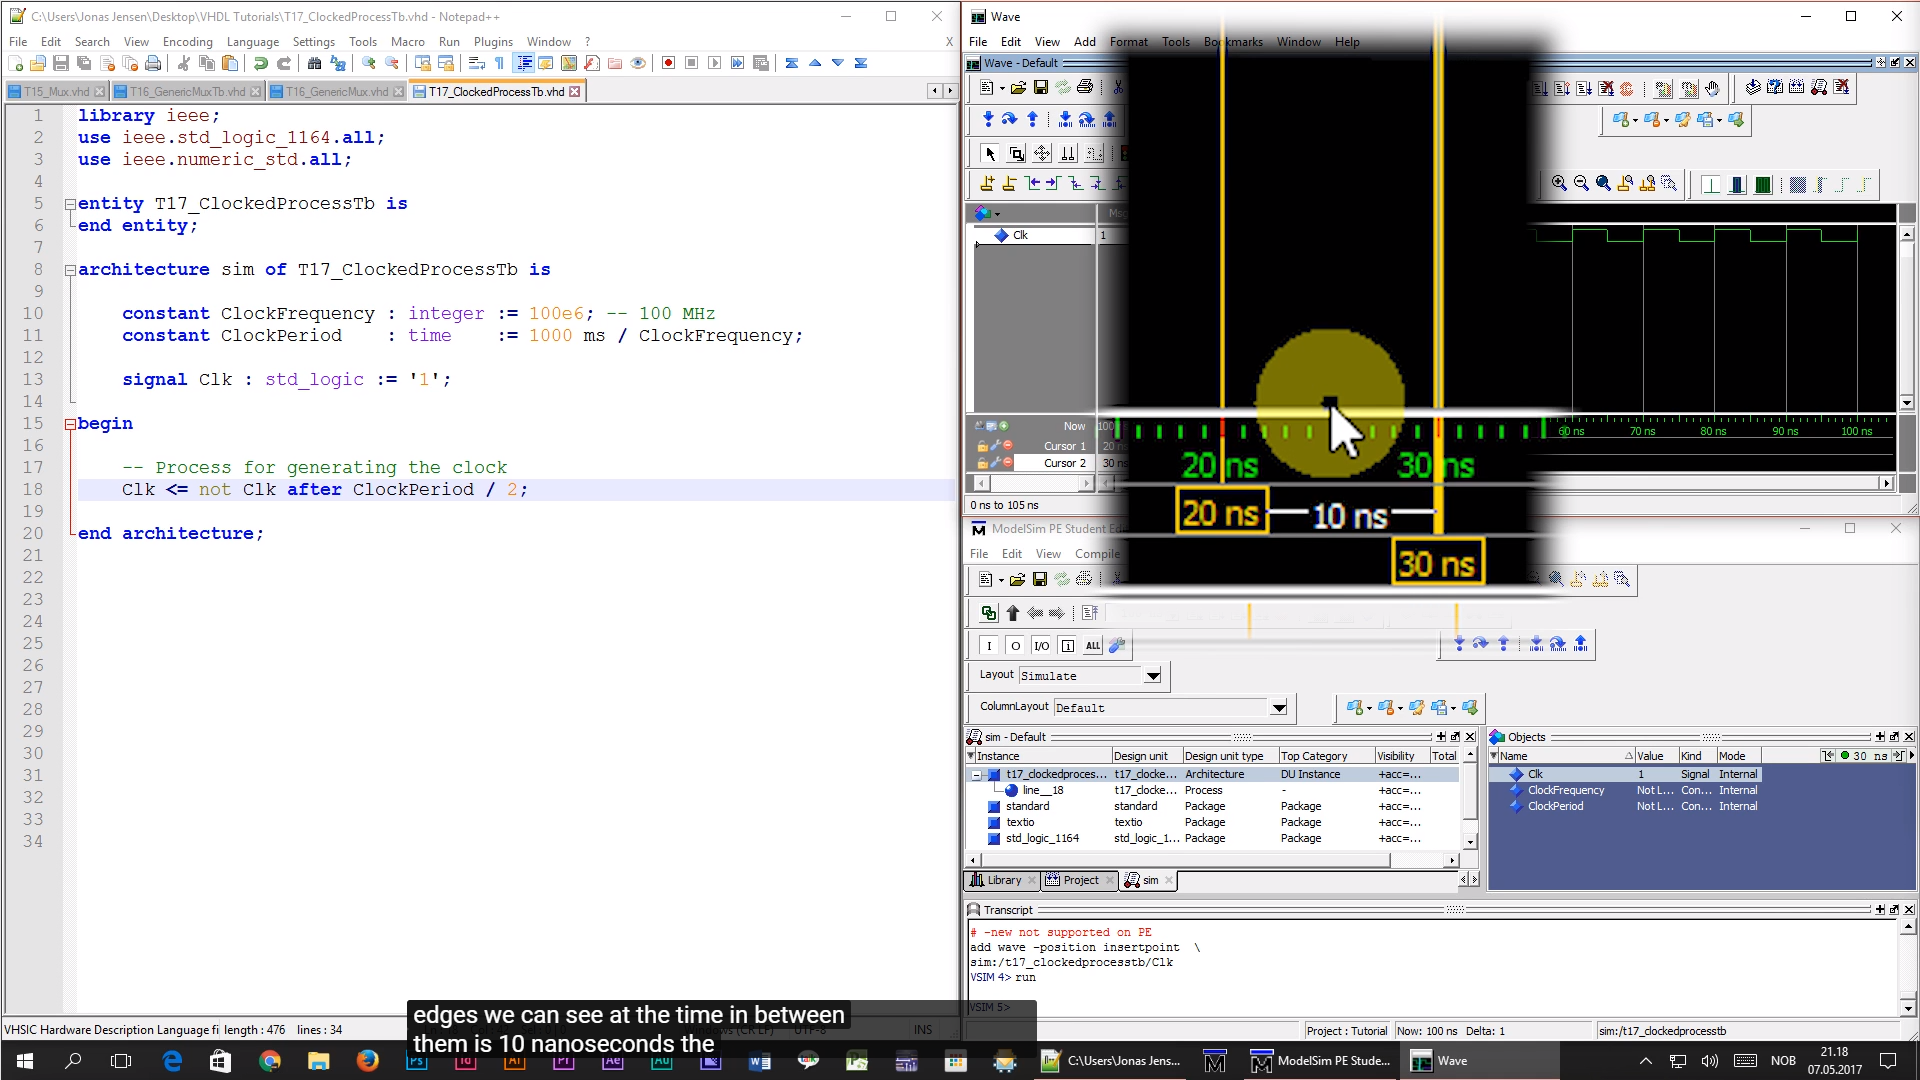 C:\Users\Jonas Jensen\Desktop\VHDL Tutorials\T17_ClockedProcessTb.vhd - Notepad++
File Edit Search View Encoding Language Settings Tools Macro Run Plugins Window ? X
T15_Mux.vhd T16_GenericMuxTb.vhd T16_GenericMux.vhd T17_ClockedProcessTb.vhd
1 library ieee;
2 use ieee.std_logic_1164.all;
3 use ieee.numeric_std.all;
4
5 entity T17_ClockedProcessTb is
6 end entity;
7
8 architecture sim of T17_ClockedProcessTb is
9
10 constant ClockFrequency : integer := 100e6; -- 100 MHz
11 constant ClockPeriod : time := 1000 ms / ClockFrequency;
12
13 signal Clk : std_logic := '1';
14
15 begin
16
17 -- Process for generating the clock
18 Clk <= not Clk after ClockPeriod / 2;
19
20 end architecture;
21
22
23
24
25
26
27
28
29
30
31
32
33
34
VHSIC Hardware Description Language fi length : 476 lines : 34 INS
Wave
File Edit View Add Format Tools Bookmarks Window Help
Wave - Default
Clk 1
Now
Cursor 1
Cursor 2
60 ns 70 ns 80 ns 90 ns 100 ns
20 ns 30 ns
20 ns 10 ns
30 ns
0 ns to 105 ns
ModelSim PE Student
File Edit View Compile
I O I/O i ALL
Layout Simulate
ColumnLayout Default
sim - Default
Instance Design unit Design unit type Top Category Visibility Total
t17_clockedproces... t17_docke... Architecture DU Instance +acc=...
line__18 t17_docke... Process - +acc=...
standard standard Package Package +acc=...
textio textio Package Package +acc=...
std_logic_1164 std_logic_1... Package Package +acc=...
Library Project sim
Objects
Name Value Kind Mode 30 ns
Clk 1 Signal Internal
ClockFrequency Not L... Con... Internal
ClockPeriod Not L... Con... Internal
Transcript
# -new not supported on PE
add wave -position insertpoint \
sim:/t17_clockedprocesstb/Clk
VSIM 4> run
VSIM 5>
Project : Tutorial Now: 100 ns Delta: 1 sim:/t17_clockedprocesstb
edges we can see at the time in between
them is 10 nanoseconds the
C:\Users\Jonas Jens... ModelSim PE Stude... Wave
NOB 21.18
07.05.2017